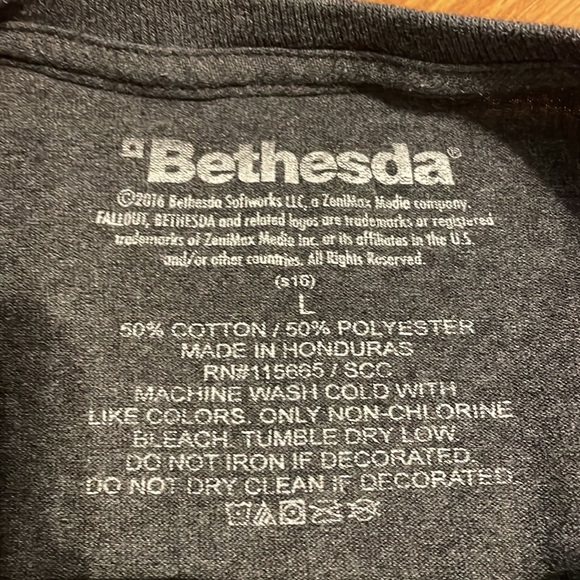 Bethesda®
©2016 Bethesda Softworks LLC, a ZeniMax Media company.
FALLOUT, BETHESDA and related logos are trademarks or registered
trademarks of ZeniMax Media Inc. or its affiliates in the U.S.
and/or other countries. All Rights Reserved.
(s16)
L
50% COTTON / 50% POLYESTER
MADE IN HONDURAS
RN#115665 / SCC
MACHINE WASH COLD WITH
LIKE COLORS. ONLY NON-CHLORINE
BLEACH. TUMBLE DRY LOW.
DO NOT IRON IF DECORATED.
DO NOT DRY CLEAN IF DECORATED.